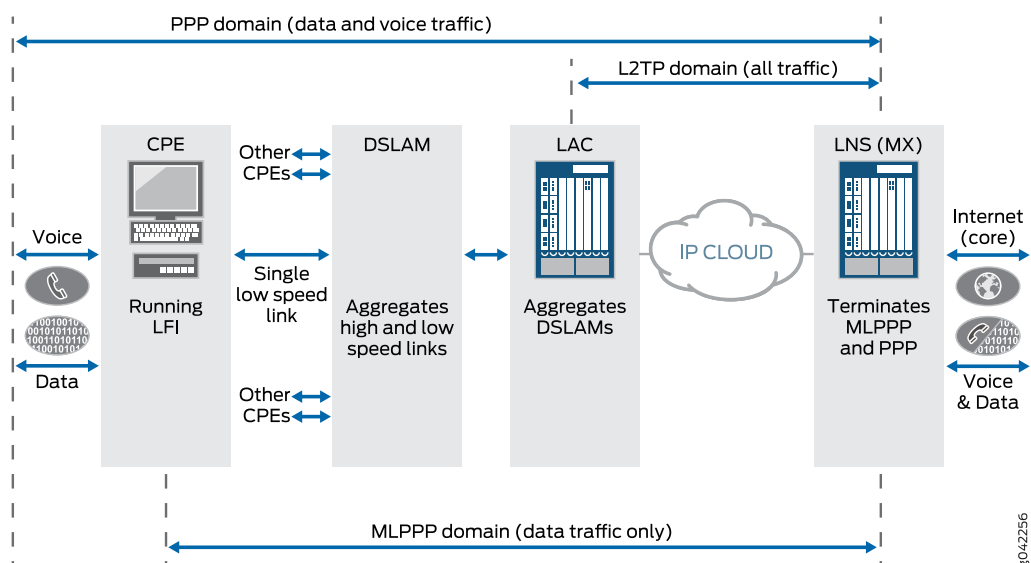 PPP domain (data and voice traffic)
L2TP domain (all traffic)
CPE
DSLAM
LAC
LNS (MX)
Other
CPEs
Voice
Single
low speed
link
IP CLOUD
Internet
(core)
Running
LFI
Aggregates
high and low
speed links
Aggregates
DSLAMs
Terminates
MLPPP
and PPP
Data
Other
CPEs
Voice
& Data
MLPPP domain (data traffic only)
g042256